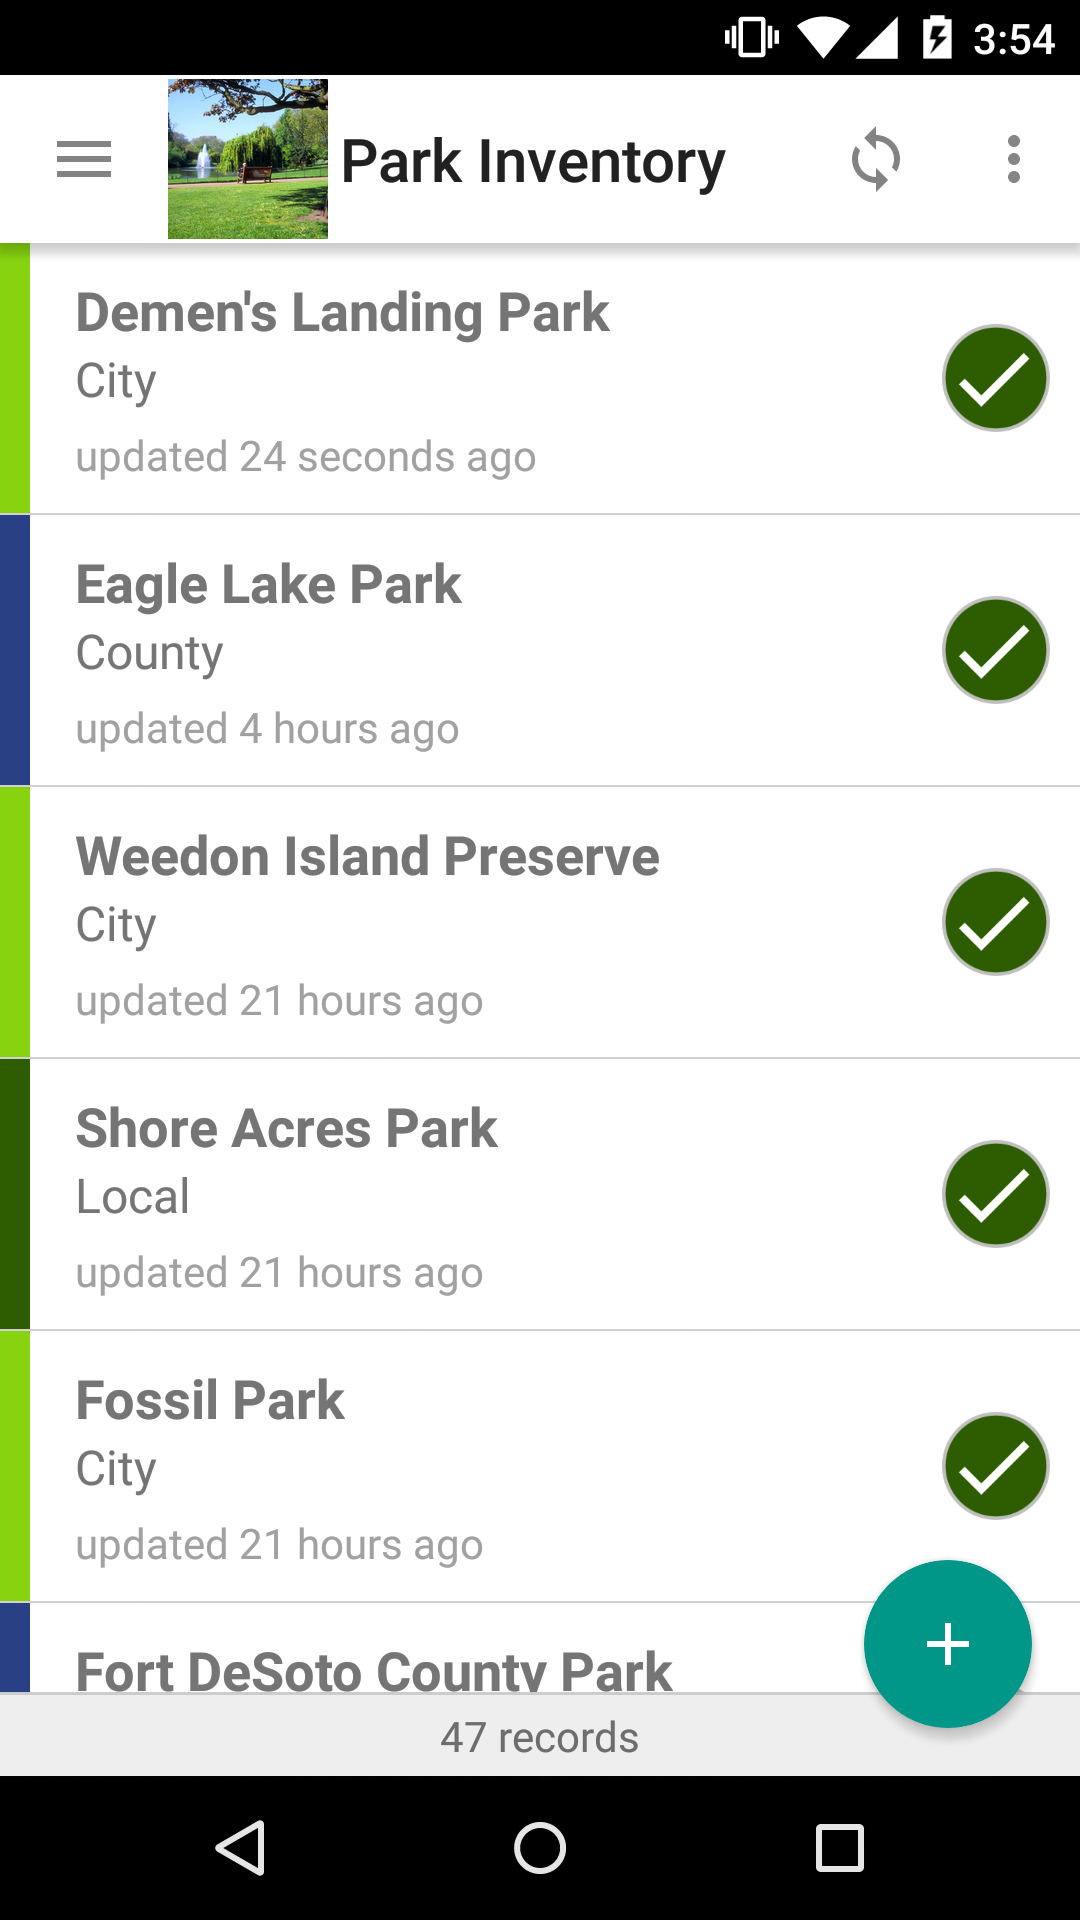 3:54
Park Inventory
Demen's Landing Park
City
updated 24 seconds ago
Eagle Lake Park
County
updated 4 hours ago
Weedon Island Preserve
City
updated 21 hours ago
Shore Acres Park
Local
updated 21 hours ago
Fossil Park
City
updated 21 hours ago
Fort DeSoto County Park
47 records